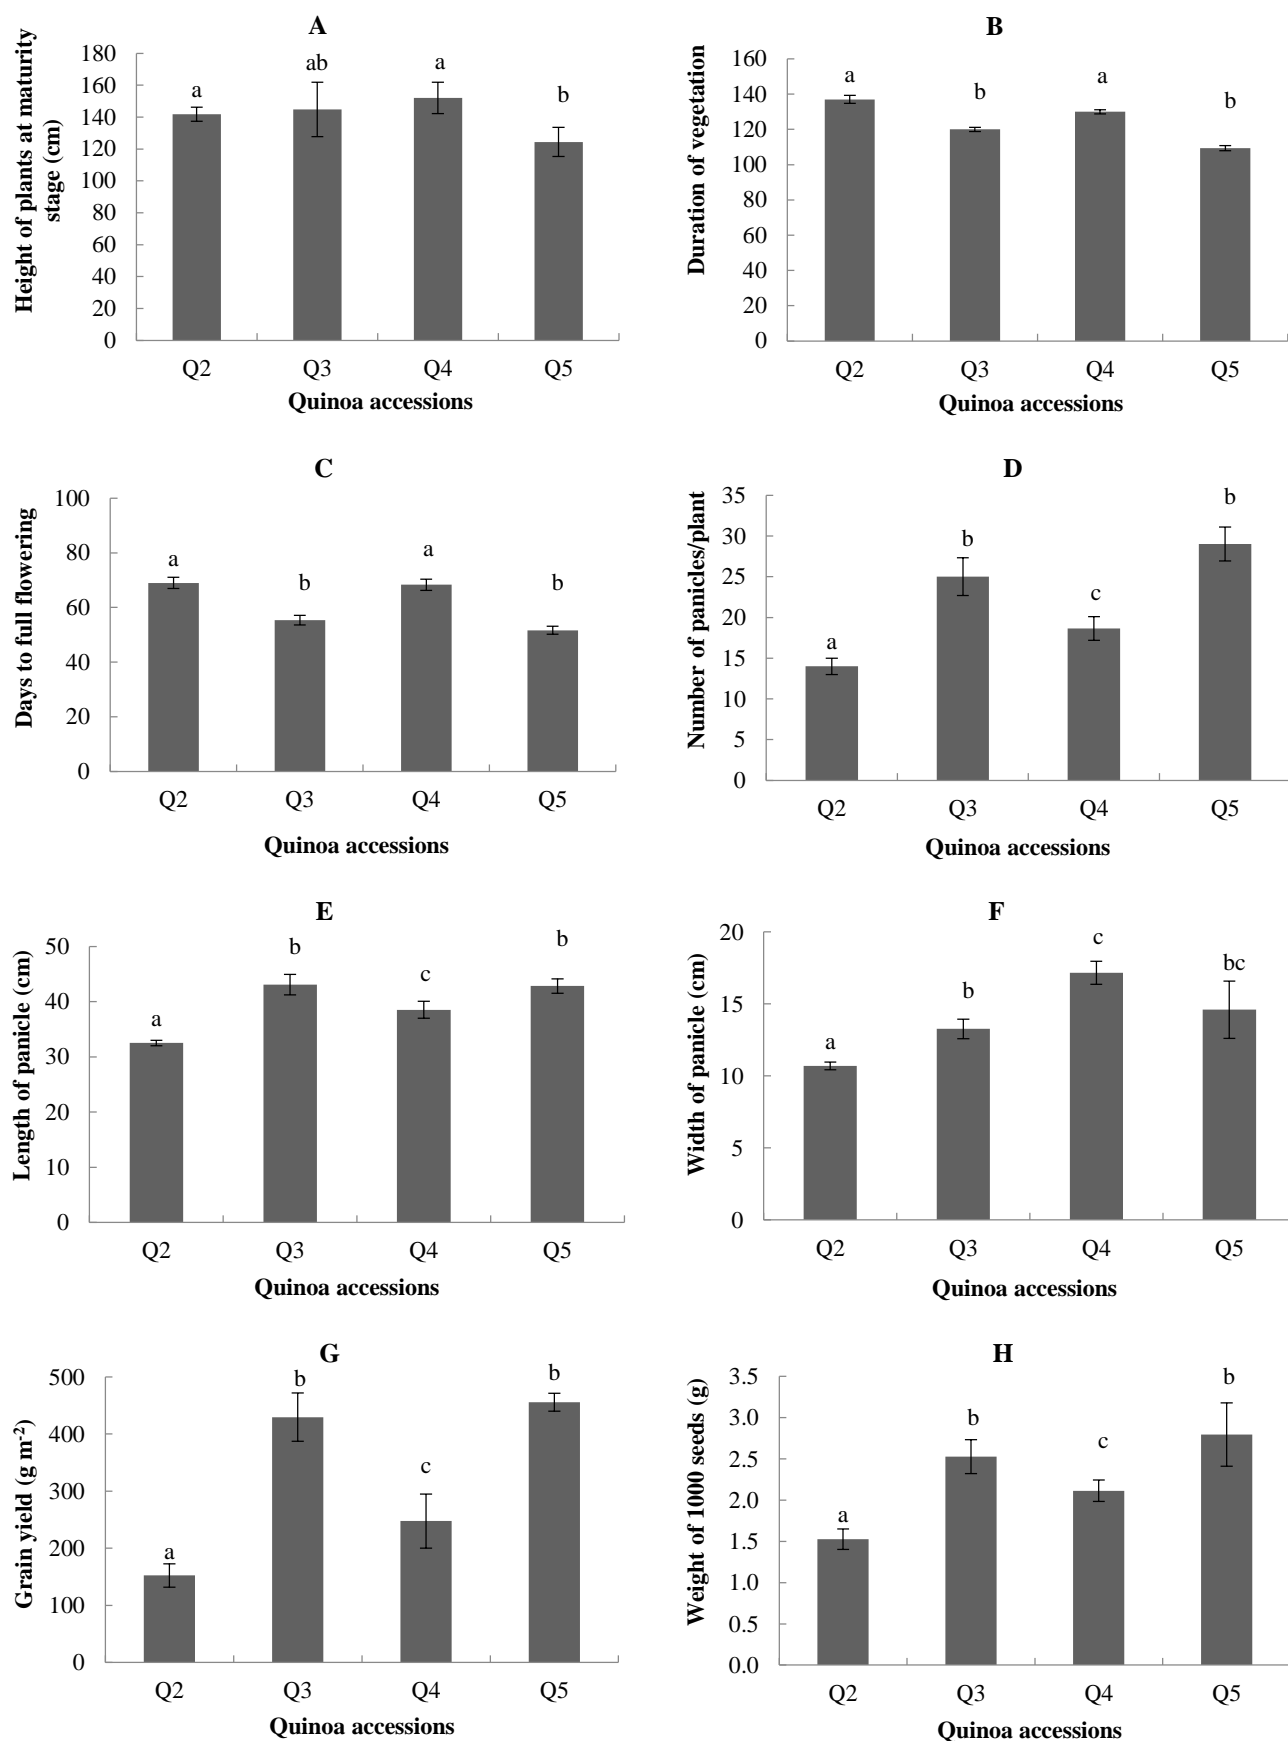 A
Height of plants at maturity
stage (cm)
180
160
140
120
100
80
60
40
20
0
a
ab
a
b
Q2 Q3 Q4 Q5
Quinoa accessions
B
Duration of vegetation
160
140
120
100
80
60
40
20
0
a
b
a
b
Q2 Q3 Q4 Q5
Quinoa accessions
C
Days to full flowering
100
80
60
40
20
0
a
b
a
b
Q2 Q3 Q4 Q5
Quinoa accessions
D
Number of panicles/plant
35
30
25
20
15
10
5
0
a
b
c
b
Q2 Q3 Q4 Q5
Quinoa accessions
E
Length of panicle (cm)
50
40
30
20
10
0
a
b
c
b
Q2 Q3 Q4 Q5
Quinoa accessions
F
Width of panicle (cm)
20
15
10
5
0
a
b
c
bc
Q2 Q3 Q4 Q5
Quinoa accessions
G
Grain yield (g m-2)
500
400
300
200
100
0
a
b
c
b
Q2 Q3 Q4 Q5
Quinoa accessions
H
Weight of 1000 seeds (g)
3.5
3.0
2.5
2.0
1.5
1.0
0.5
0.0
a
b
c
b
Q2 Q3 Q4 Q5
Quinoa accessions